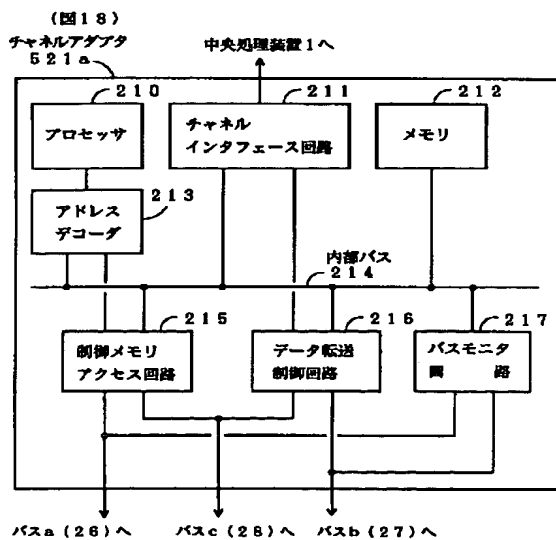 (図18)
チャネルアダプタ
521a
中央処理装置1へ
210
211
212
プロセッサ
チャネル
インタフェース回路
メモリ
213
アドレス
デコーダ
内部バス
214
215
216
217
制御メモリ
アクセス回路
データ転送
制御回路
バスモニタ
回 路
バスa(26)へ
バスc(28)へ
バスb(27)へ